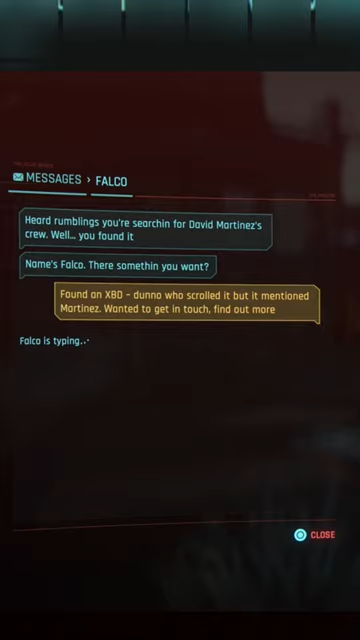 MESSAGES › FALCO
Heard rumblings you're searchin for David Martinez's
crew. Well... you found it
Name's Falco. There somethin you want?
Found an XBD - dunno who scrolled it but it mentioned
Martinez. Wanted to get in touch, find out more
Falco is typing...
CLOSE